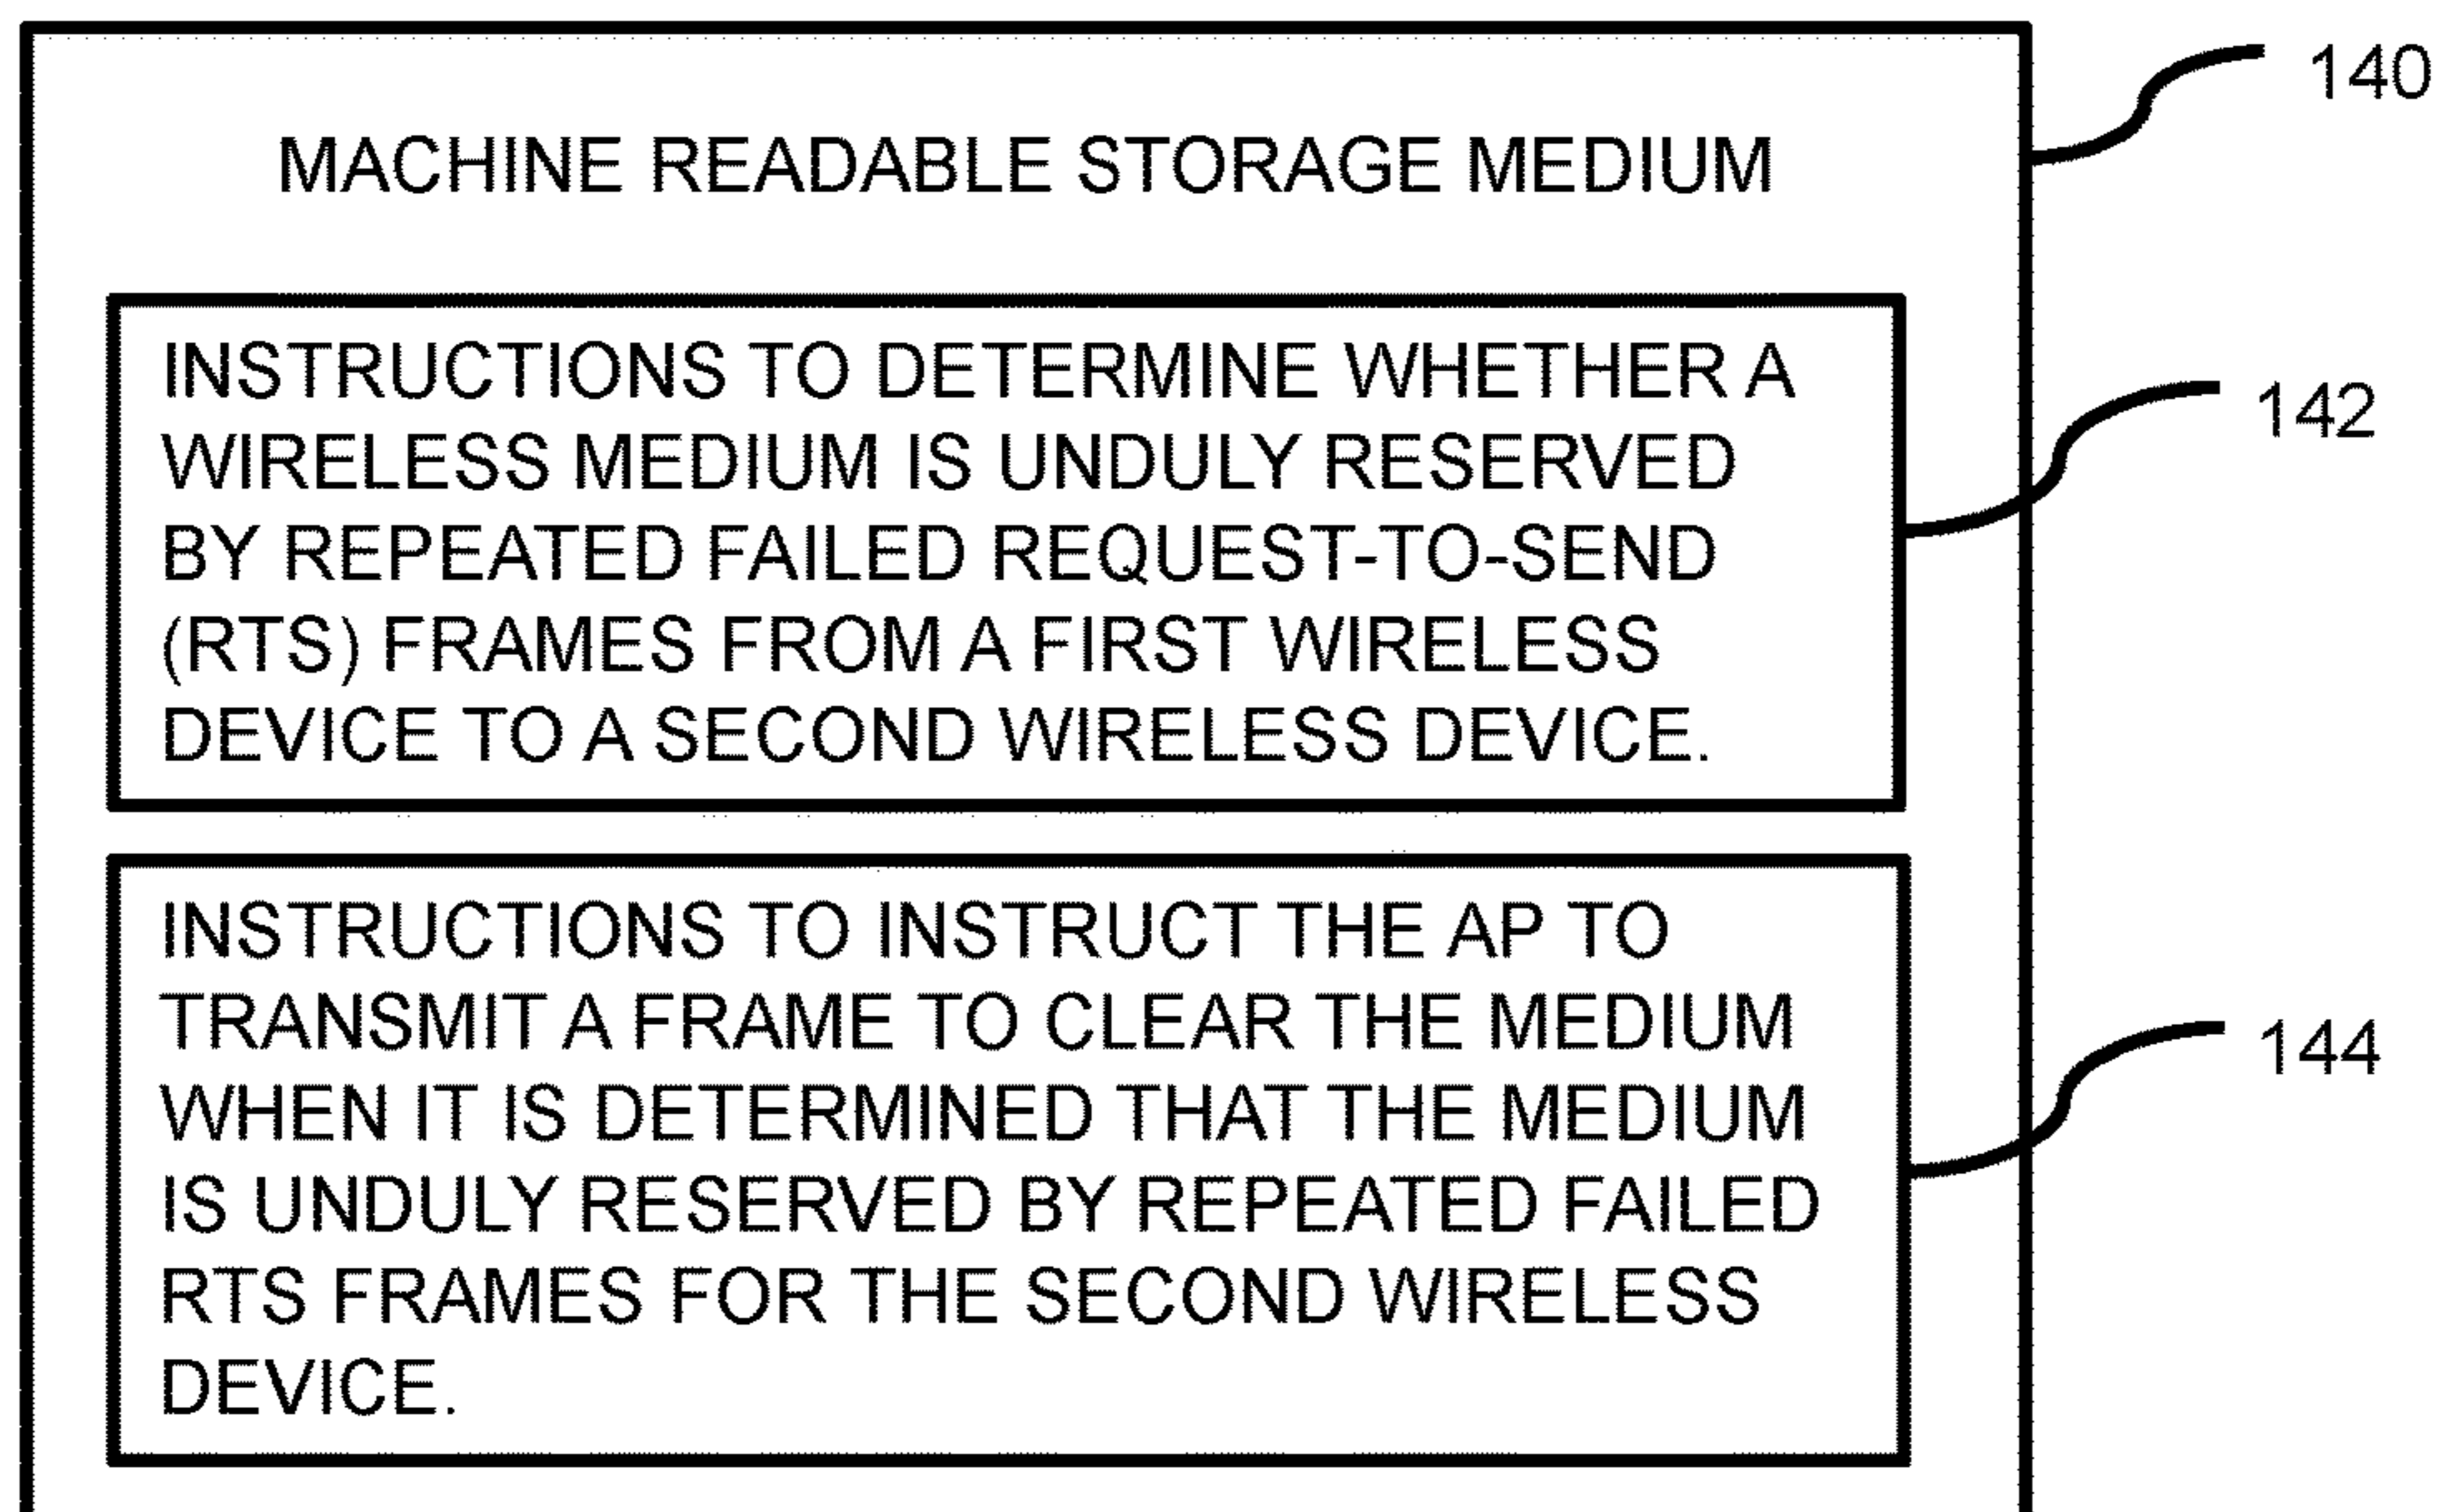 140
MACHINE READABLE STORAGE MEDIUM
INSTRUCTIONS TO DETERMINE WHETHER A
WIRELESS MEDIUM IS UNDULY RESERVED
BY REPEATED FAILED REQUEST-TO-SEND
(RTS) FRAMES FROM A FIRST WIRELESS
DEVICE TO A SECOND WIRELESS DEVICE.
142
INSTRUCTIONS TO INSTRUCT THE AP TO
TRANSMIT A FRAME TO CLEAR THE MEDIUM
WHEN IT IS DETERMINED THAT THE MEDIUM
IS UNDULY RESERVED BY REPEATED FAILED
RTS FRAMES FOR THE SECOND WIRELESS
DEVICE.
144